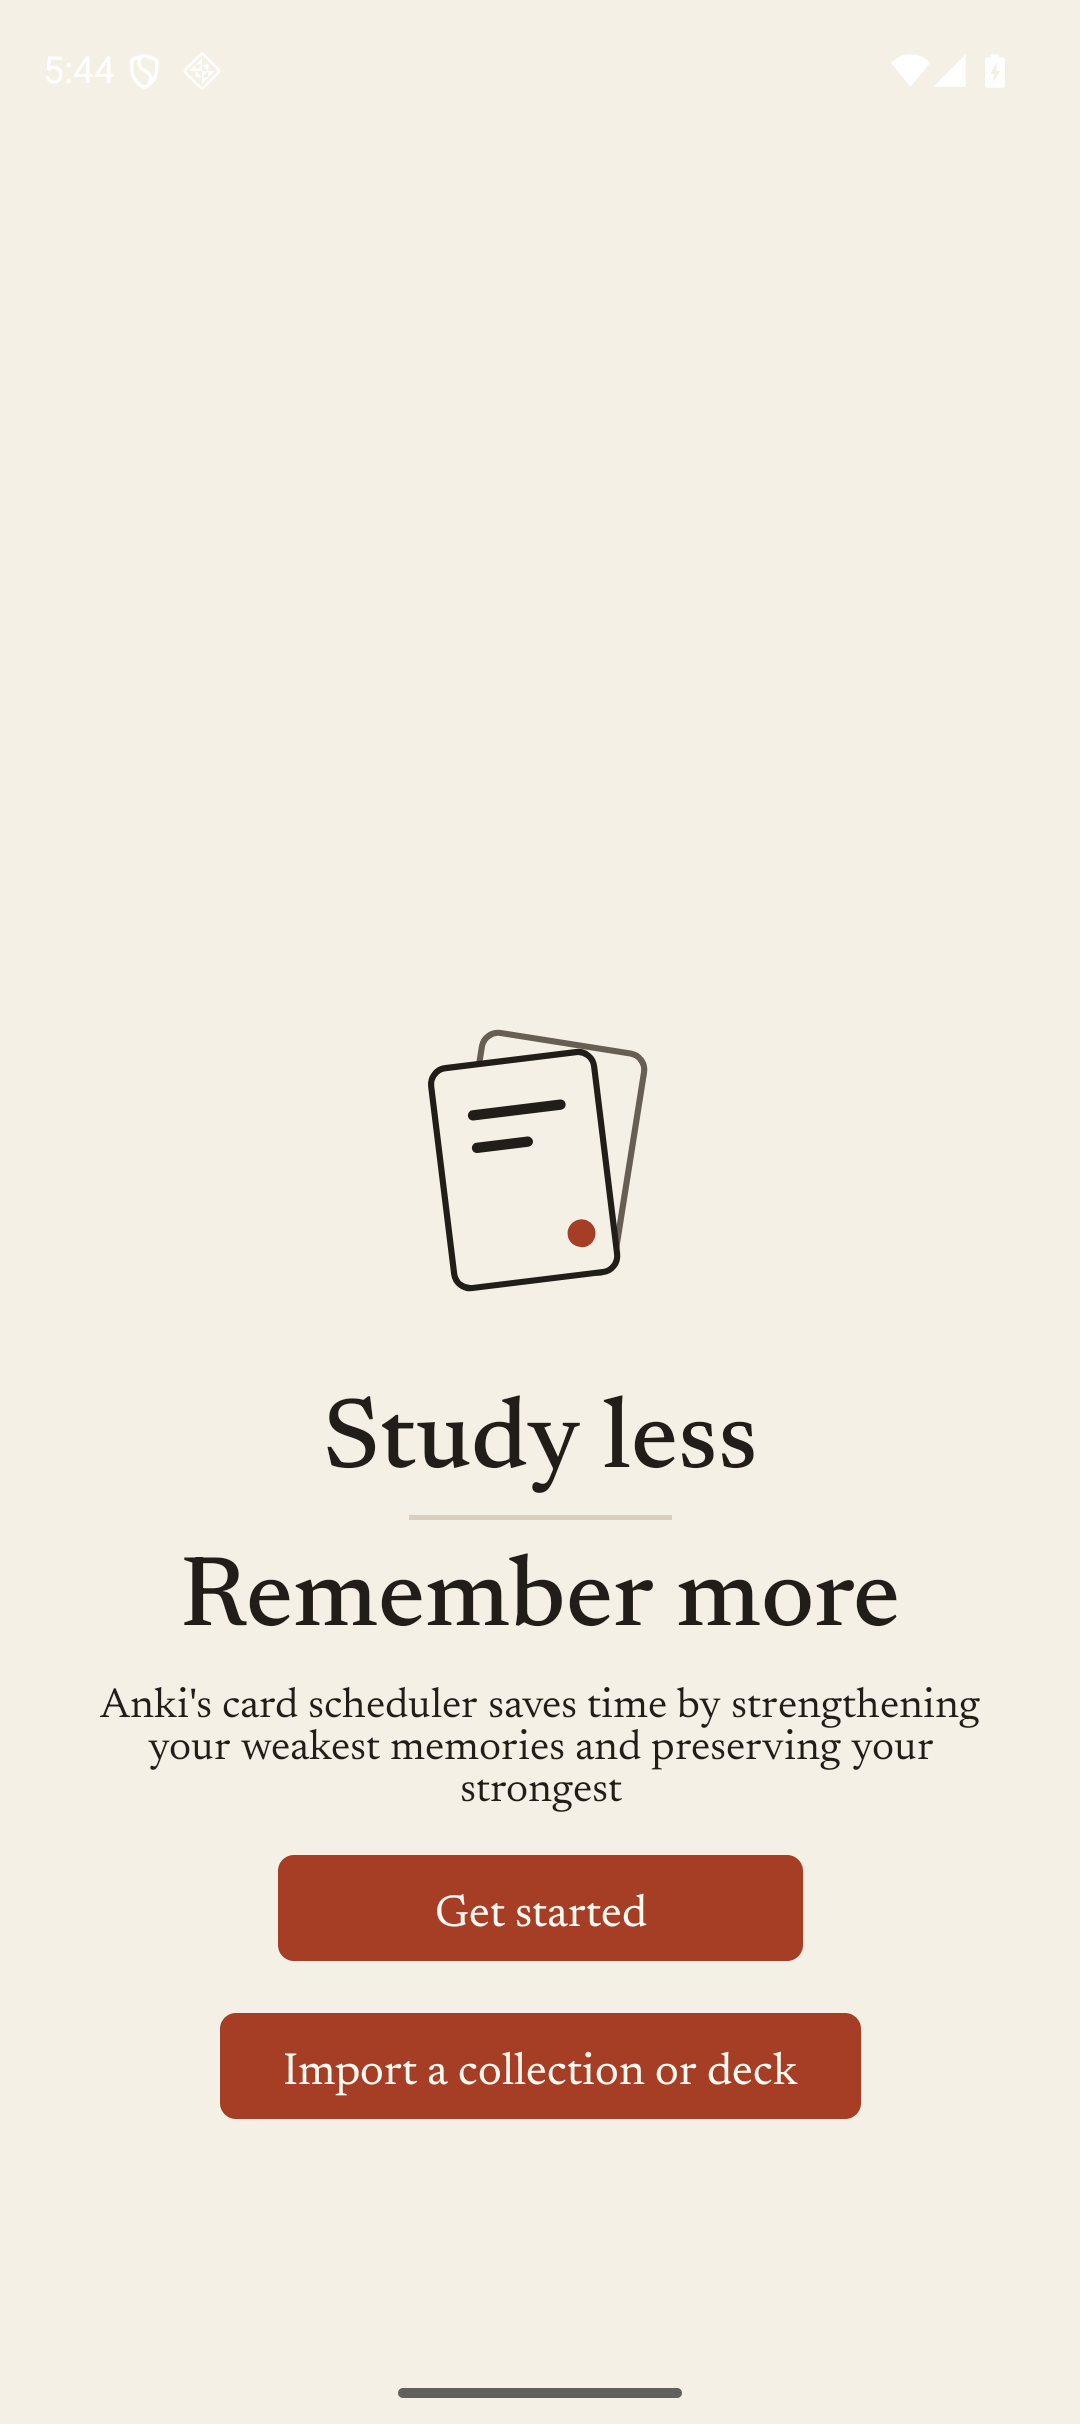 5:44
Study less
Remember more
Anki's card scheduler saves time by strengthening
your weakest memories and preserving your
strongest
Get started
Import a collection or deck